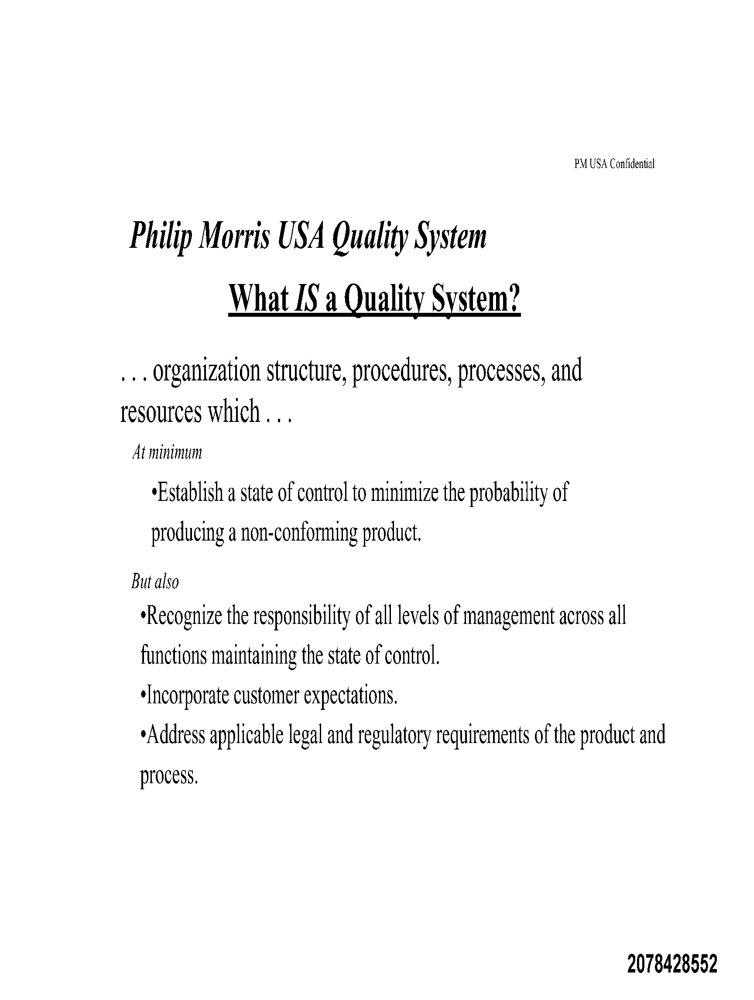 PM USA Confidential
Philip Morris USA Quality System
What IS a Quality System?
. . . organization structure, procedures, processes, and
resources which . . .
At minimum
•Establish a state of control to minimize the probability of
producing a non-conforming product.
But also
•Recognize the responsibility of all levels of management across all
functions maintaining the state of control.
•Incorporate customer expectations.
•Address applicable legal and regulatory requirements of the product and
process.
2078428552